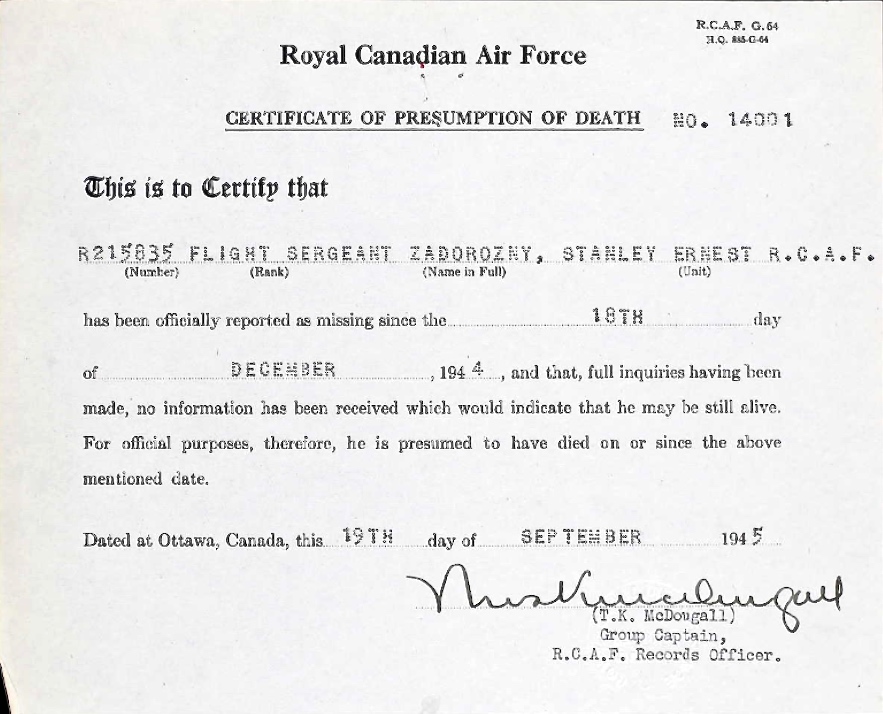 R.C.A.F. G. 64
H.Q. 885-G-64
Royal Canadian Air Force
CERTIFICATE OF PRESUMPTION OF DEATH NO. 14001
This is to Certify that
R215835 FLIGHT SERGEANT ZADOROZNY, STANLEY ERNEST R.C.A.F.
(Number) (Rank) (Name in Full) (Unit)
has been officially reported as missing since the 18TH day
of DECEMBER, 1944, and that, full inquiries having been
made, no information has been received which would indicate that he may be still alive.
For official purposes, therefore, he is presumed to have died on or since the above
mentioned date.
Dated at Ottawa, Canada, this 19TH day of SEPTEMBER 1945
(T.K. McDougall)
Group Captain,
R.C.A.F. Records Officer.